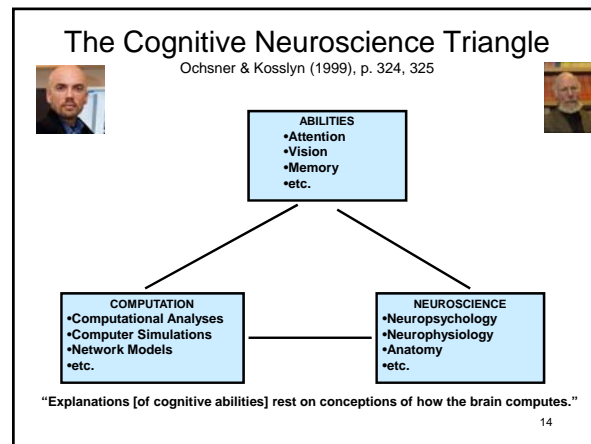 The Cognitive Neuroscience Triangle
Ochsner & Kosslyn (1999), p. 324, 325
ABILITIES
•Attention
•Vision
•Memory
•etc.
COMPUTATION
•Computational Analyses
•Computer Simulations
•Network Models
•etc.
NEUROSCIENCE
•Neuropsychology
•Neurophysiology
•Anatomy
•etc.
“Explanations [of cognitive abilities] rest on conceptions of how the brain computes.”
14